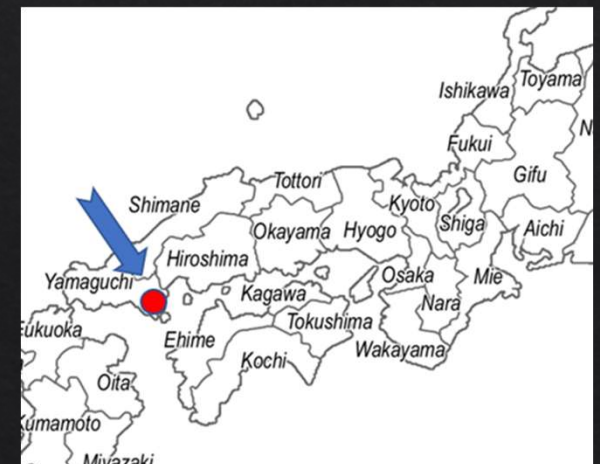 Toyama
Ishikawa
N
Fukui
Gifu
Tottori
Shimane
Kyoto
Shiga
Aichi
Okayama
Hyogo
Hiroshima
Osaka
Mie
Yamaguchi
Kagawa
Nara
Fukuoka
Tokushima
Ehime
Wakayama
Kochi
Oita
Kumamoto
Miyazaki